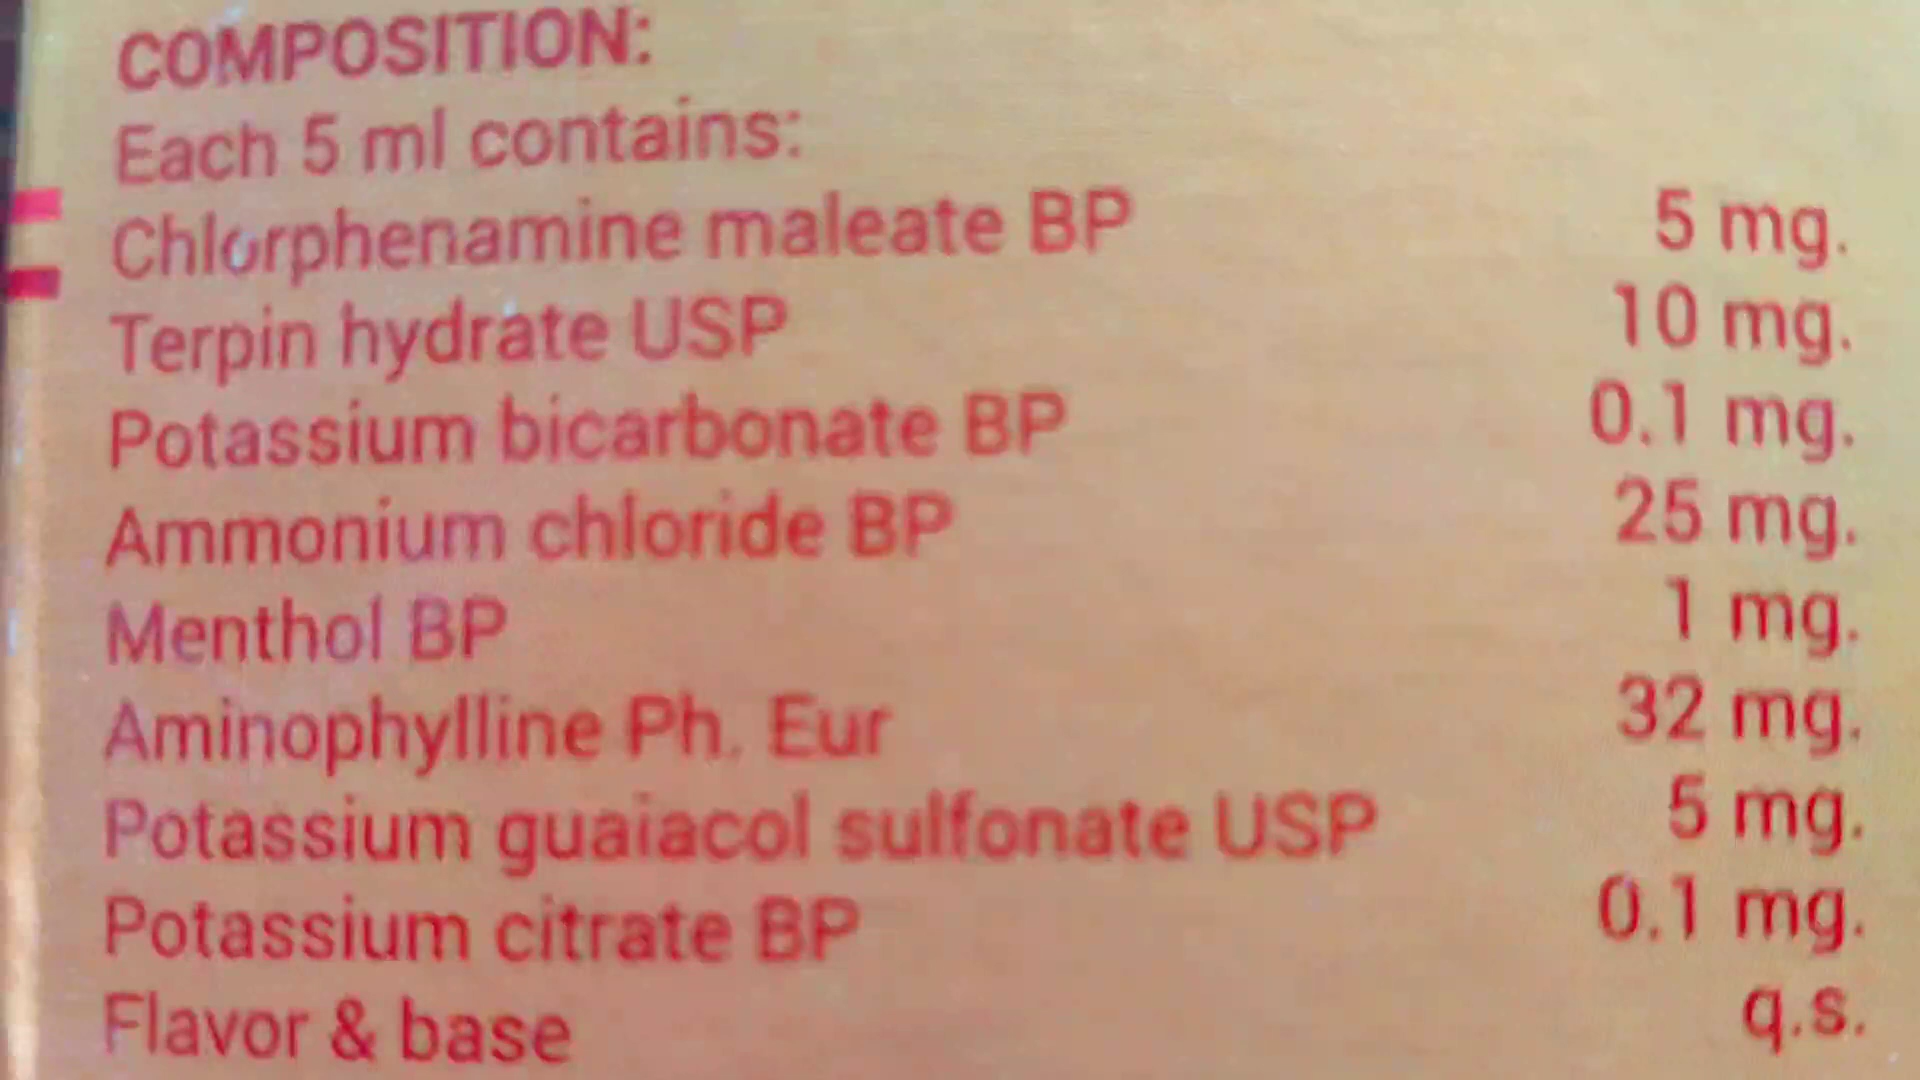 COMPOSITION:
Each 5 ml contains:
Chlorphenamine maleate BP 5 mg.
Terpin hydrate USP 10 mg.
Potassium bicarbonate BP 0.1 mg.
Ammonium chloride BP 25 mg.
Menthol BP 1 mg.
Aminophylline Ph. Eur 32 mg.
Potassium guaiacol sulfonate USP 5 mg.
Potassium citrate BP 0.1 mg.
Flavor & base q.s.